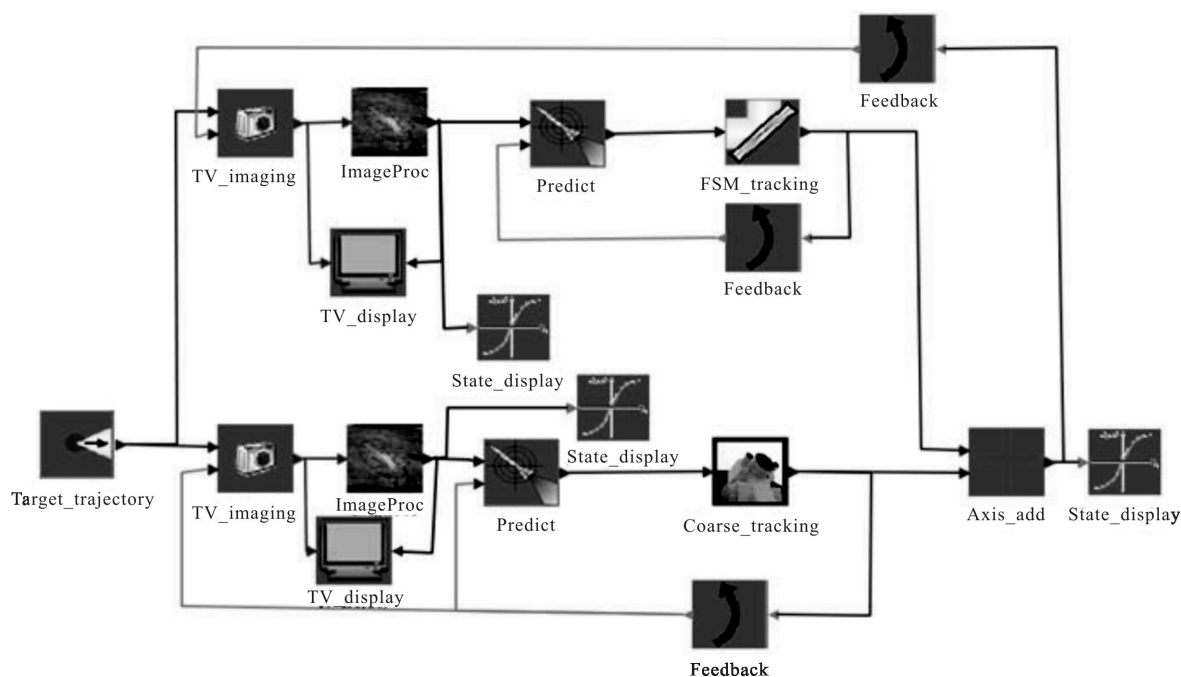 Feedback
TV_imaging
ImageProc
Predict
FSM_tracking
Feedback
TV_display
State_display
State_display
Target_trajectory
TV_imaging
ImageProc
Predict
Coarse_tracking
Axis_add
State_display
TV_display
Feedback